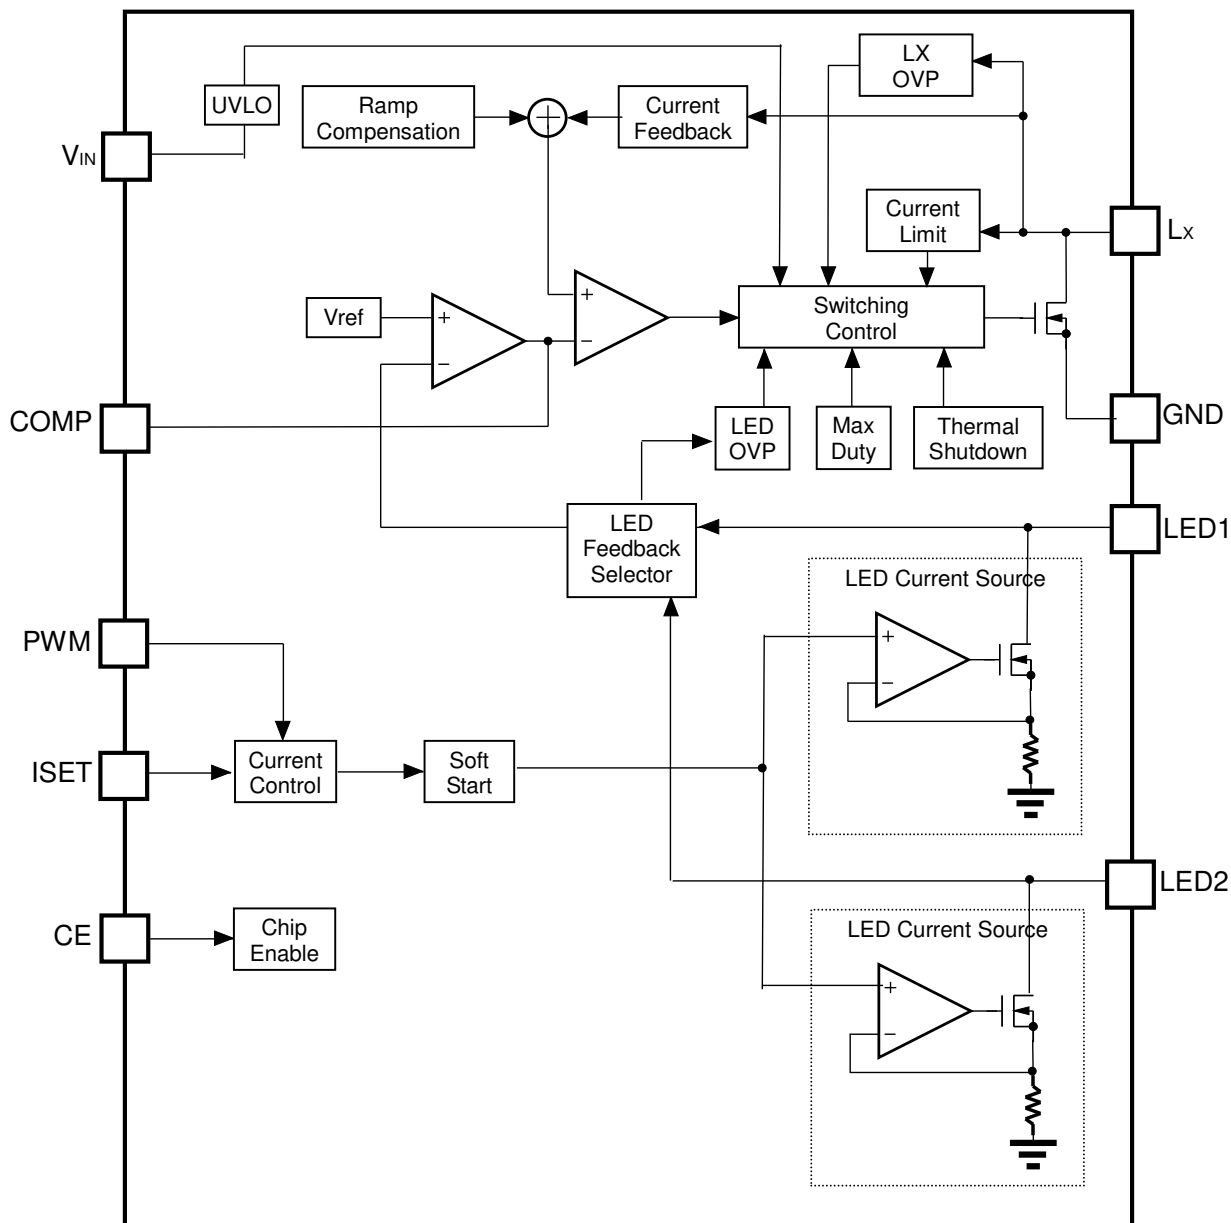 LX
OVP
UVLO
Ramp
Compensation
Current
Feedback
VIN
Current
Limit
LX
Vref
+
−
+
−
Switching
Control
COMP
GND
LED
OVP
Max
Duty
Thermal
Shutdown
LED
Feedback
Selector
LED1
LED Current Source
PWM
+
−
ISET
Current
Control
Soft
Start
LED2
CE
Chip
Enable
LED Current Source
+
−